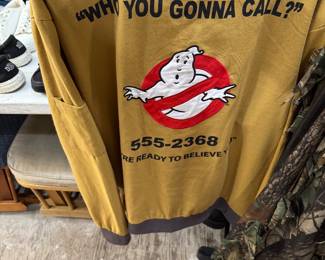 "WHO YOU GONNA CALL?"
555-2368
'RE READY TO BELIEVE Y